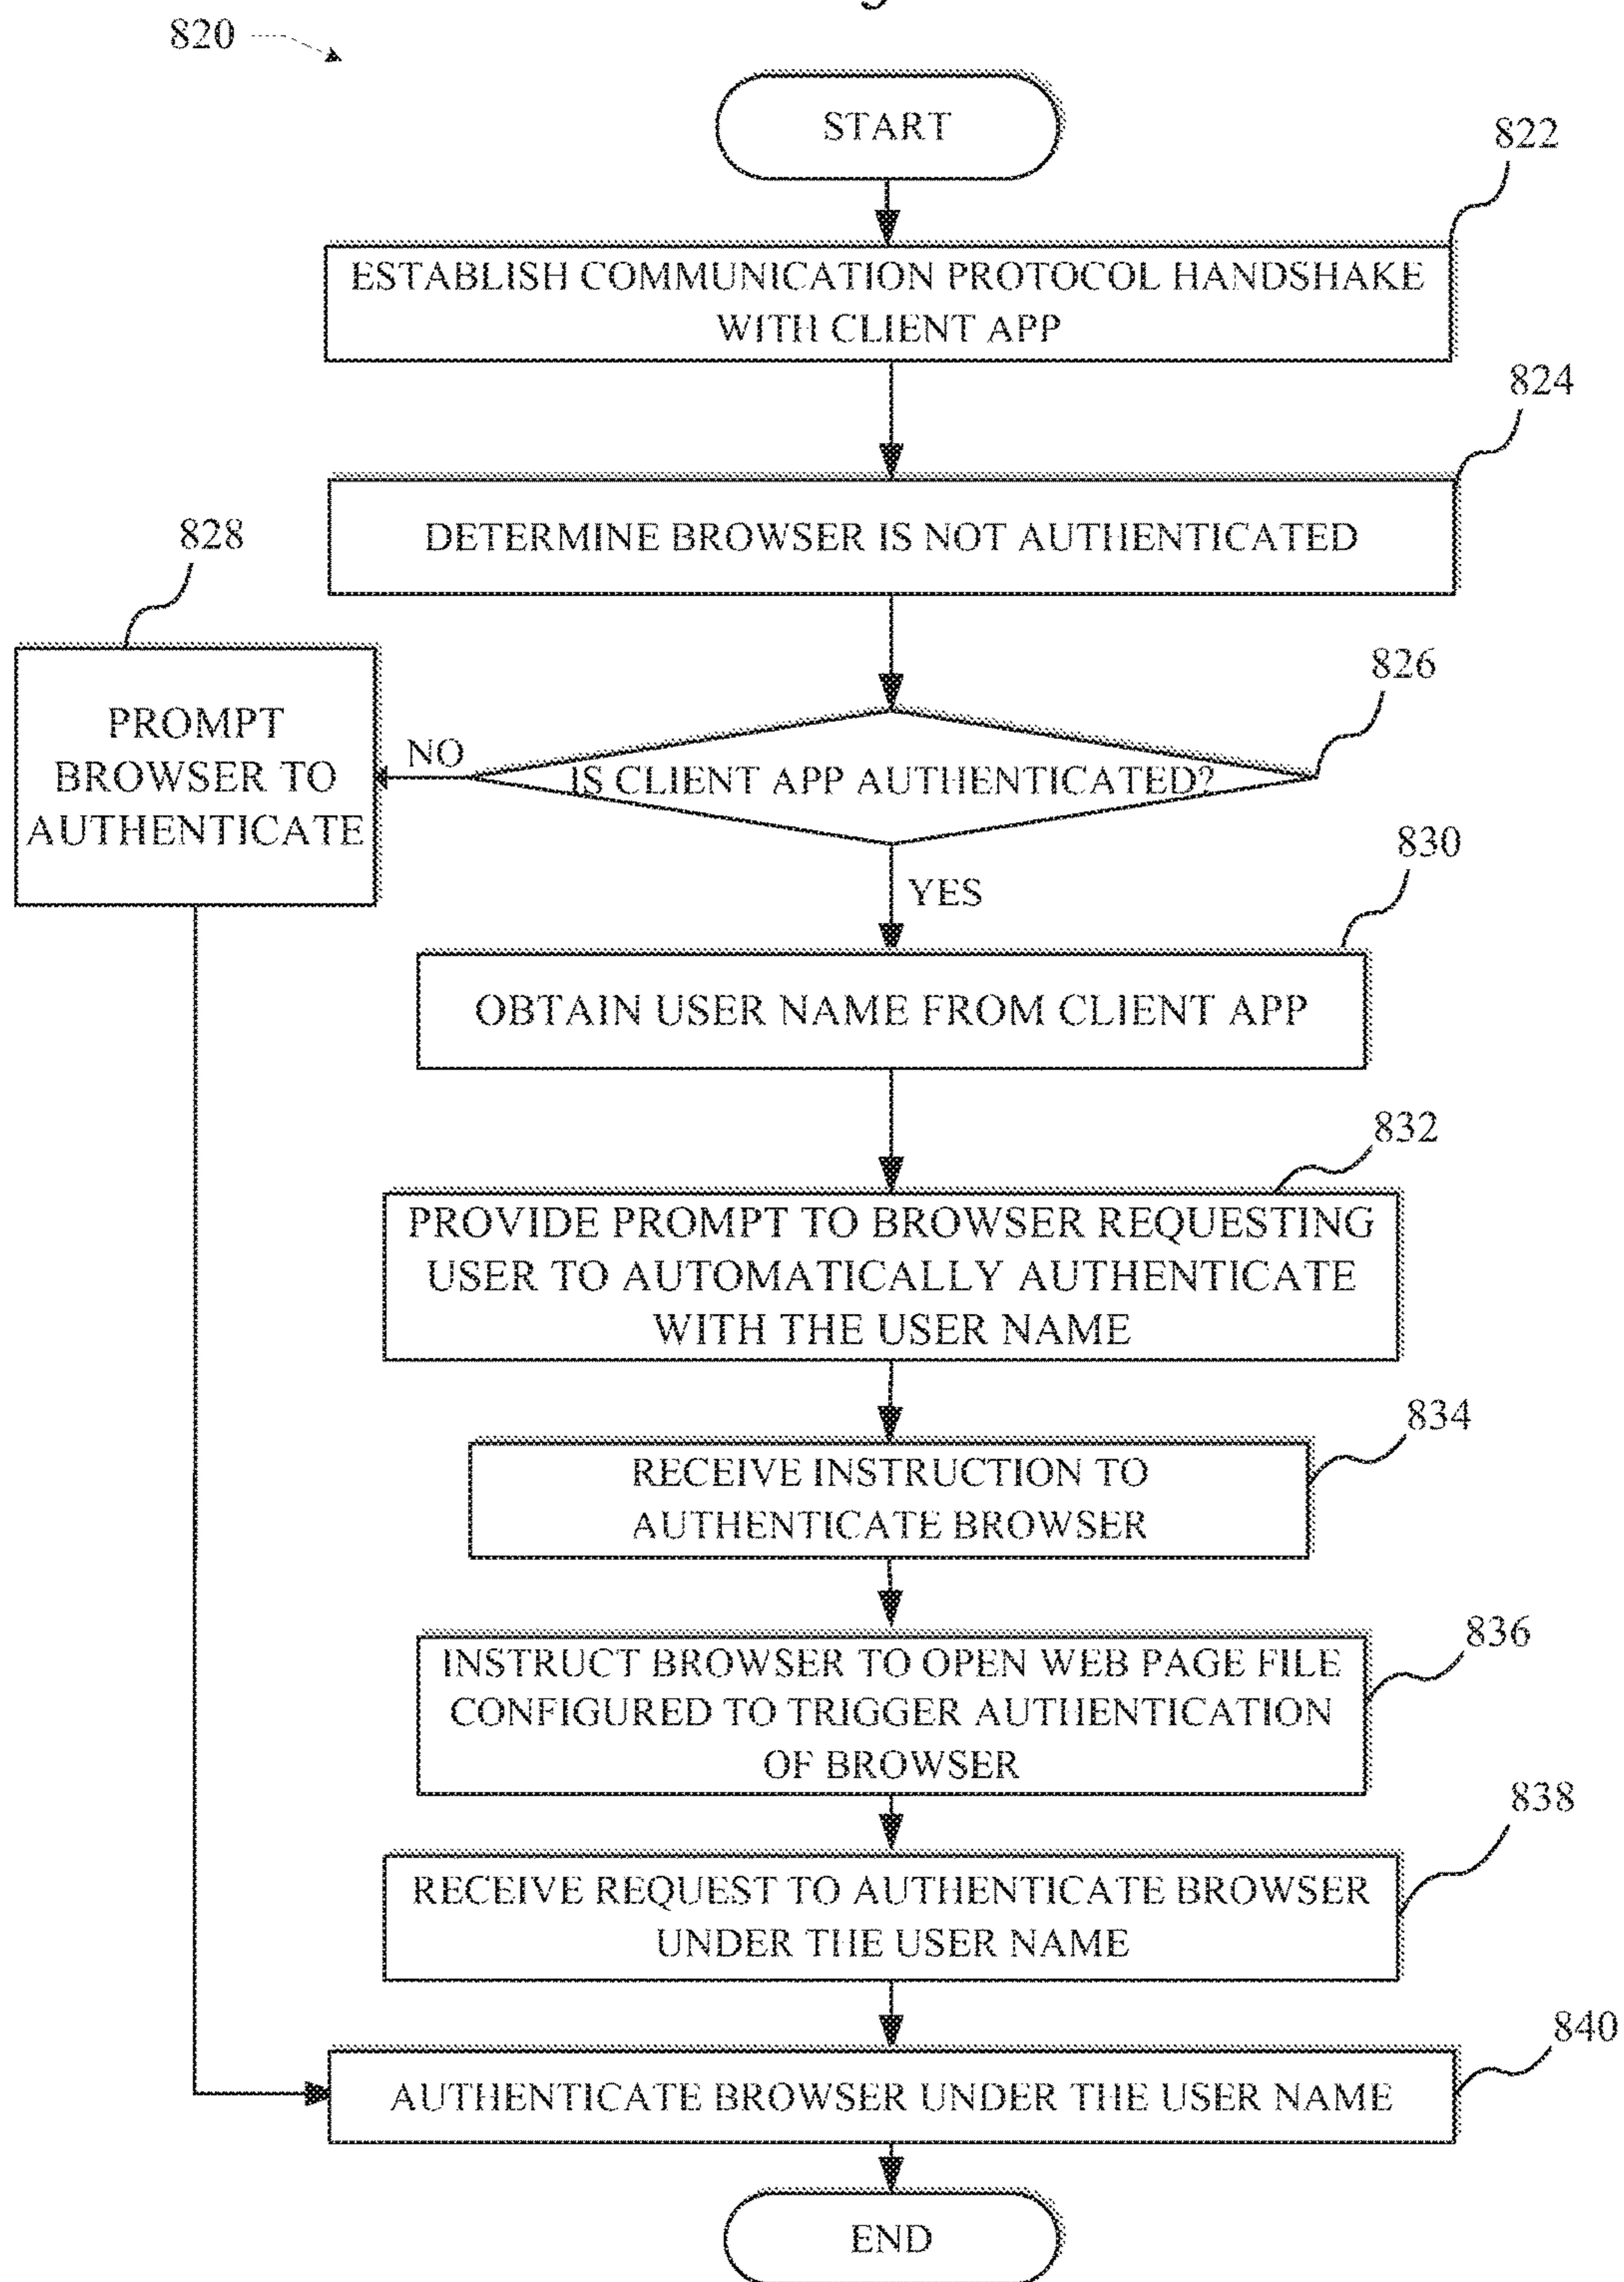 820
START
822
ESTABLISH COMMUNICATION PROTOCOL HANDSHAKE
WITH CLIENT APP
824
DETERMINE BROWSER IS NOT AUTHENTICATED
828
PROMPT
BROWSER TO
AUTHENTICATE
NO
826
IS CLIENT APP AUTHENTICATED?
YES
830
OBTAIN USER NAME FROM CLIENT APP
832
PROVIDE PROMPT TO BROWSER REQUESTING
USER TO AUTOMATICALLY AUTHENTICATE
WITH THE USER NAME
834
RECEIVE INSTRUCTION TO
AUTHENTICATE BROWSER
836
INSTRUCT BROWSER TO OPEN WEB PAGE FILE
CONFIGURED TO TRIGGER AUTHENTICATION
OF BROWSER
838
RECEIVE REQUEST TO AUTHENTICATE BROWSER
UNDER THE USER NAME
840
AUTHENTICATE BROWSER UNDER THE USER NAME
END